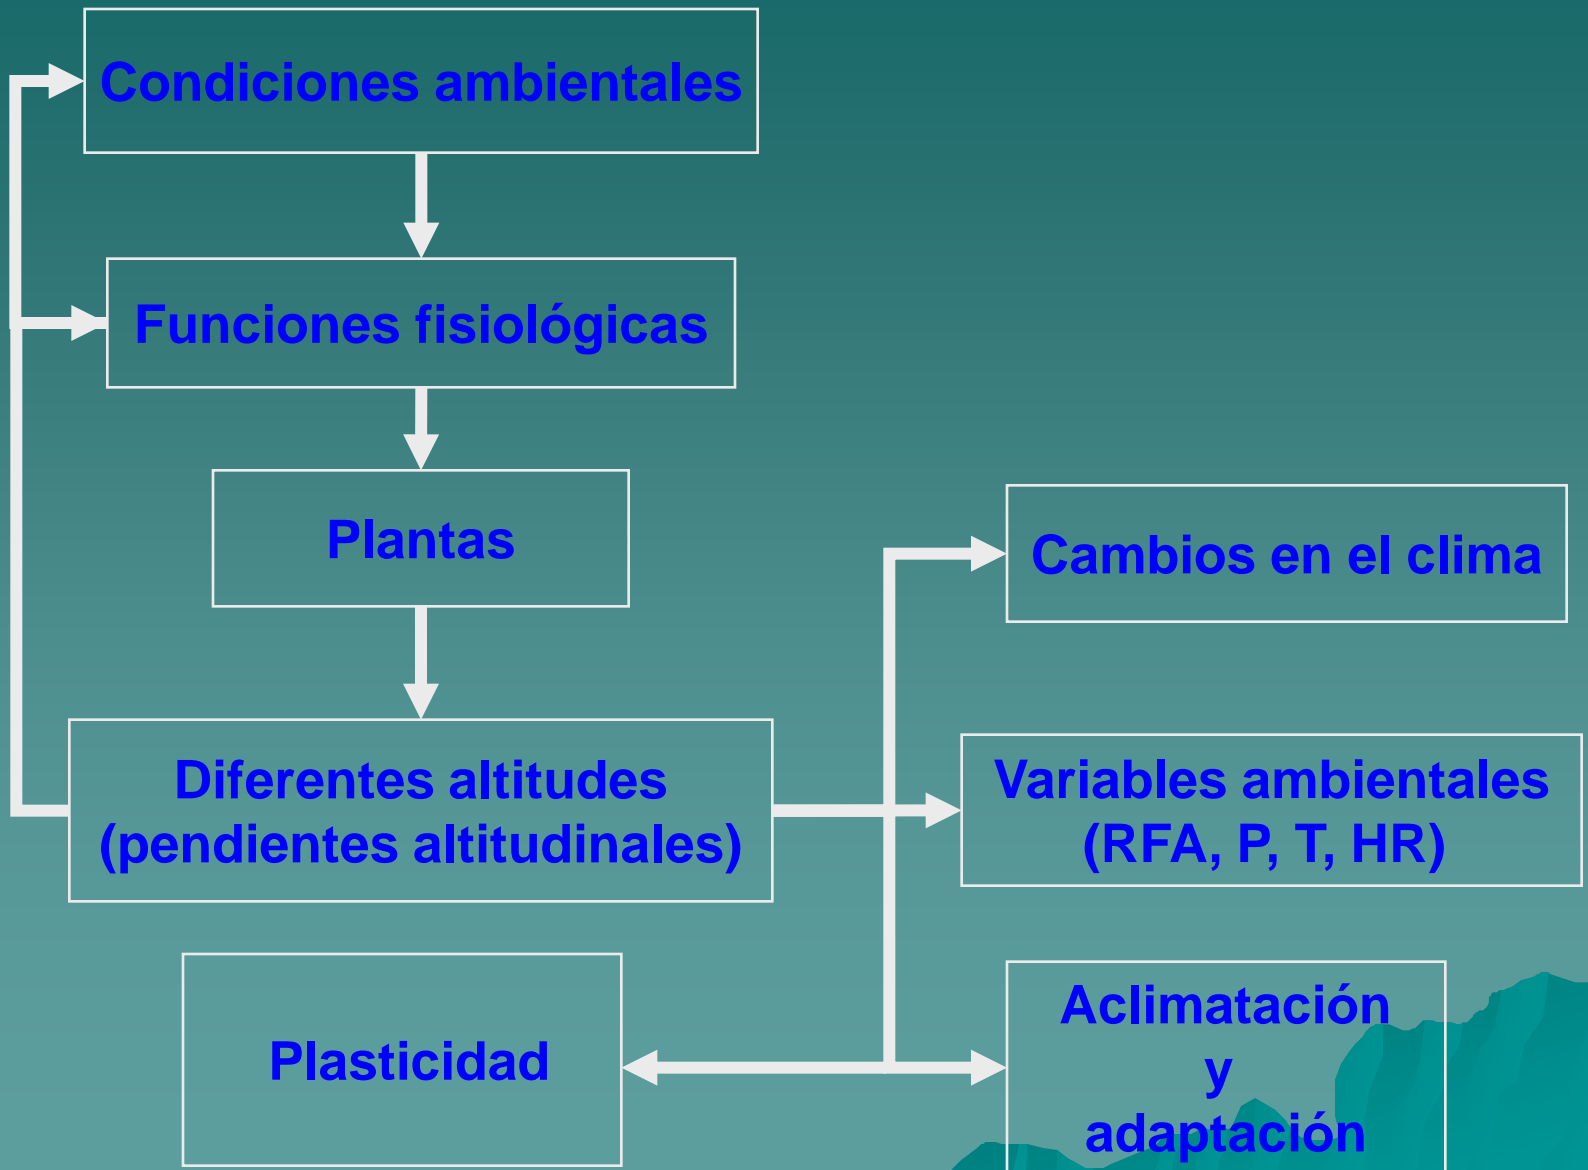 Condiciones ambientales
Funciones fisiológicas
Plantas
Cambios en el clima
Diferentes altitudes
(pendientes altitudinales)
Variables ambientales
(RFA, P, T, HR)
Plasticidad
Aclimatación
y
adaptación